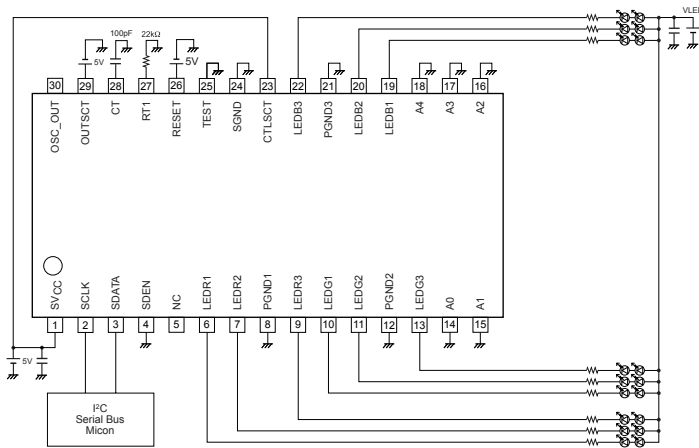 VLED
100pF 22kΩ
5V 5V
30 29 28 27 26 25 24 23 22 21 20 19 18 17 16
OSC_OUT OUTSCT CT RT1 RESET TEST SGND CTLSCT LEDB3 PGND3 LEDB2 LEDB1 A4 A3 A2
SVCC SCLK SDATA SDEN NC LEDR1 LEDR2 PGND1 LEDR3 LEDG1 LEDG2 PGND2 LEDG3 A0 A1
1 2 3 4 5 6 7 8 9 10 11 12 13 14 15
5V
I²C
Serial Bus
Micon